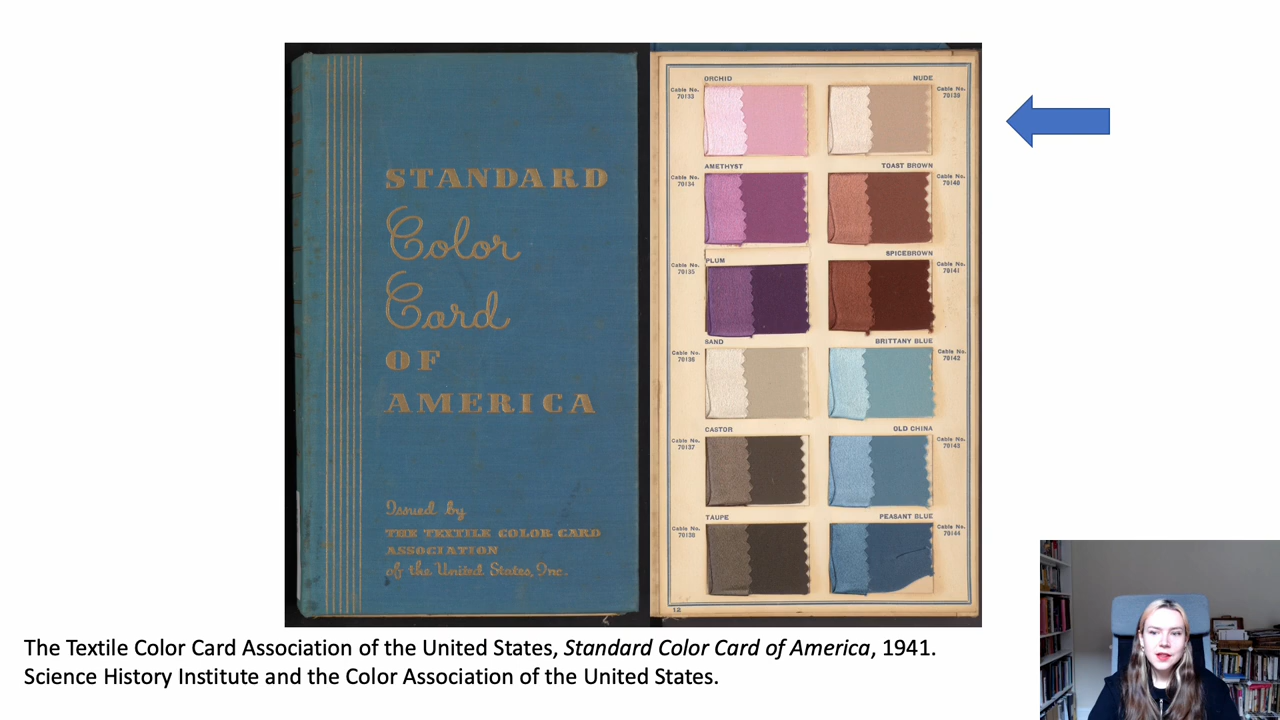 STANDARD
Color
Card
OF
AMERICA
Issued by
THE TEXTILE COLOR CARD
ASSOCIATION
of the United States, Inc.
ORCHID
NUDE
Cable No.
70133
Cable No.
70139
AMETHYST
TOAST BROWN
Cable No.
70134
Cable No.
70140
PLUM
SPICEBROWN
Cable No.
70135
Cable No.
70141
SAND
BRITTANY BLUE
Cable No.
70136
Cable No.
70142
CASTOR
OLD CHINA
Cable No.
70137
Cable No.
70143
TAUPE
PEASANT BLUE
Cable No.
70138
Cable No.
70144
12
The Textile Color Card Association of the United States, Standard Color Card of America, 1941.
Science History Institute and the Color Association of the United States.